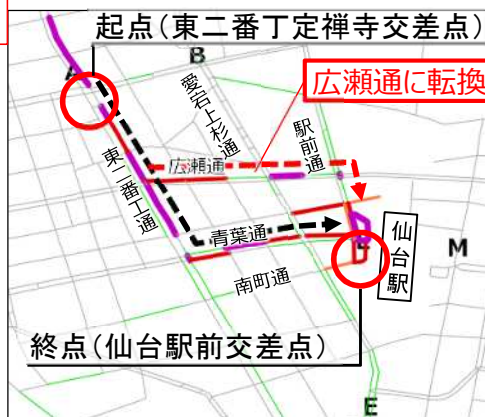 起点(東二番丁定禅寺交差点)
A
B
愛宕上杉通
広瀬通に転換
駅前通
広瀬通
東二番丁通
青葉通
仙台駅
M
南町通
終点(仙台駅前交差点)
E